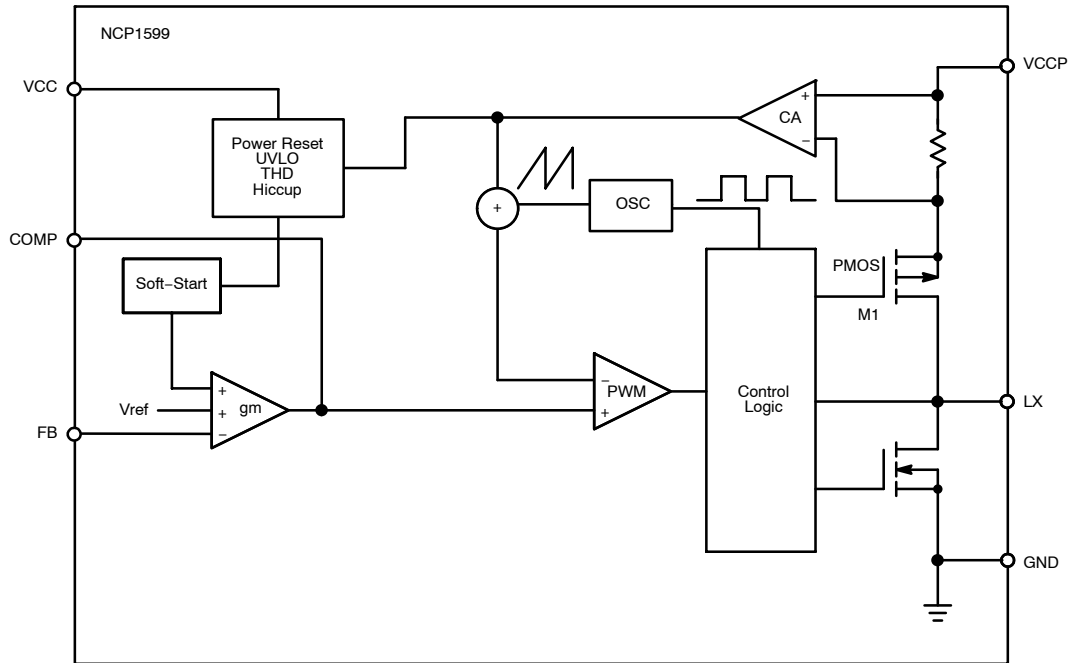 NCP1599
VCC
VCCP
Power Reset
UVLO
THD
Hiccup
CA
+
−
+
OSC
COMP
Soft−Start
PMOS
M1
Vref
+
+
−
gm
FB
−
+
PWM
Control
Logic
LX
GND